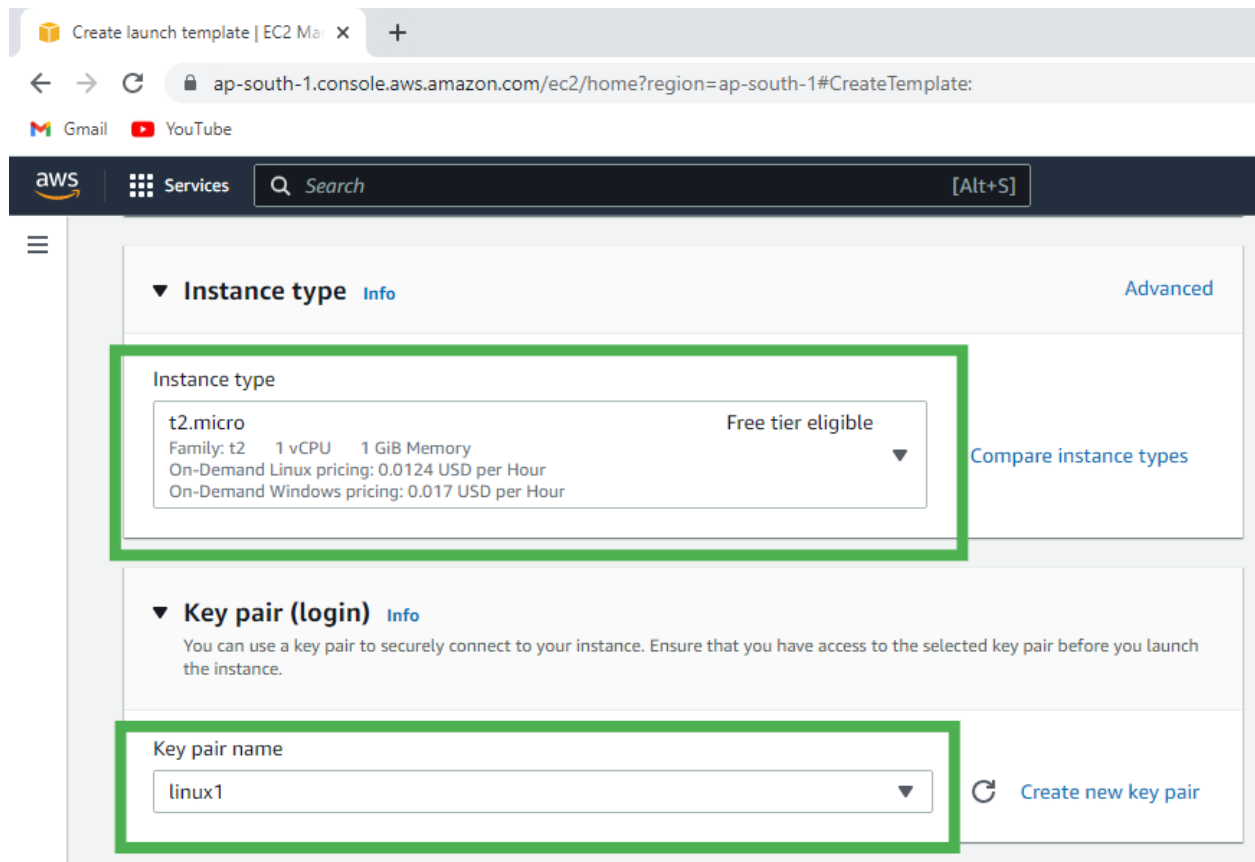 Create launch template | EC2 Ma
ap-south-1.console.aws.amazon.com/ec2/home?region=ap-south-1#CreateTemplate:
Gmail YouTube
aws Services Search [Alt+S]
Instance type Info Advanced
Instance type
t2.micro Free tier eligible
Family: t2 1 vCPU 1 GiB Memory
On-Demand Linux pricing: 0.0124 USD per Hour
On-Demand Windows pricing: 0.017 USD per Hour
Compare instance types
Key pair (login) Info
You can use a key pair to securely connect to your instance. Ensure that you have access to the selected key pair before you launch
the instance.
Key pair name
linux1
Create new key pair